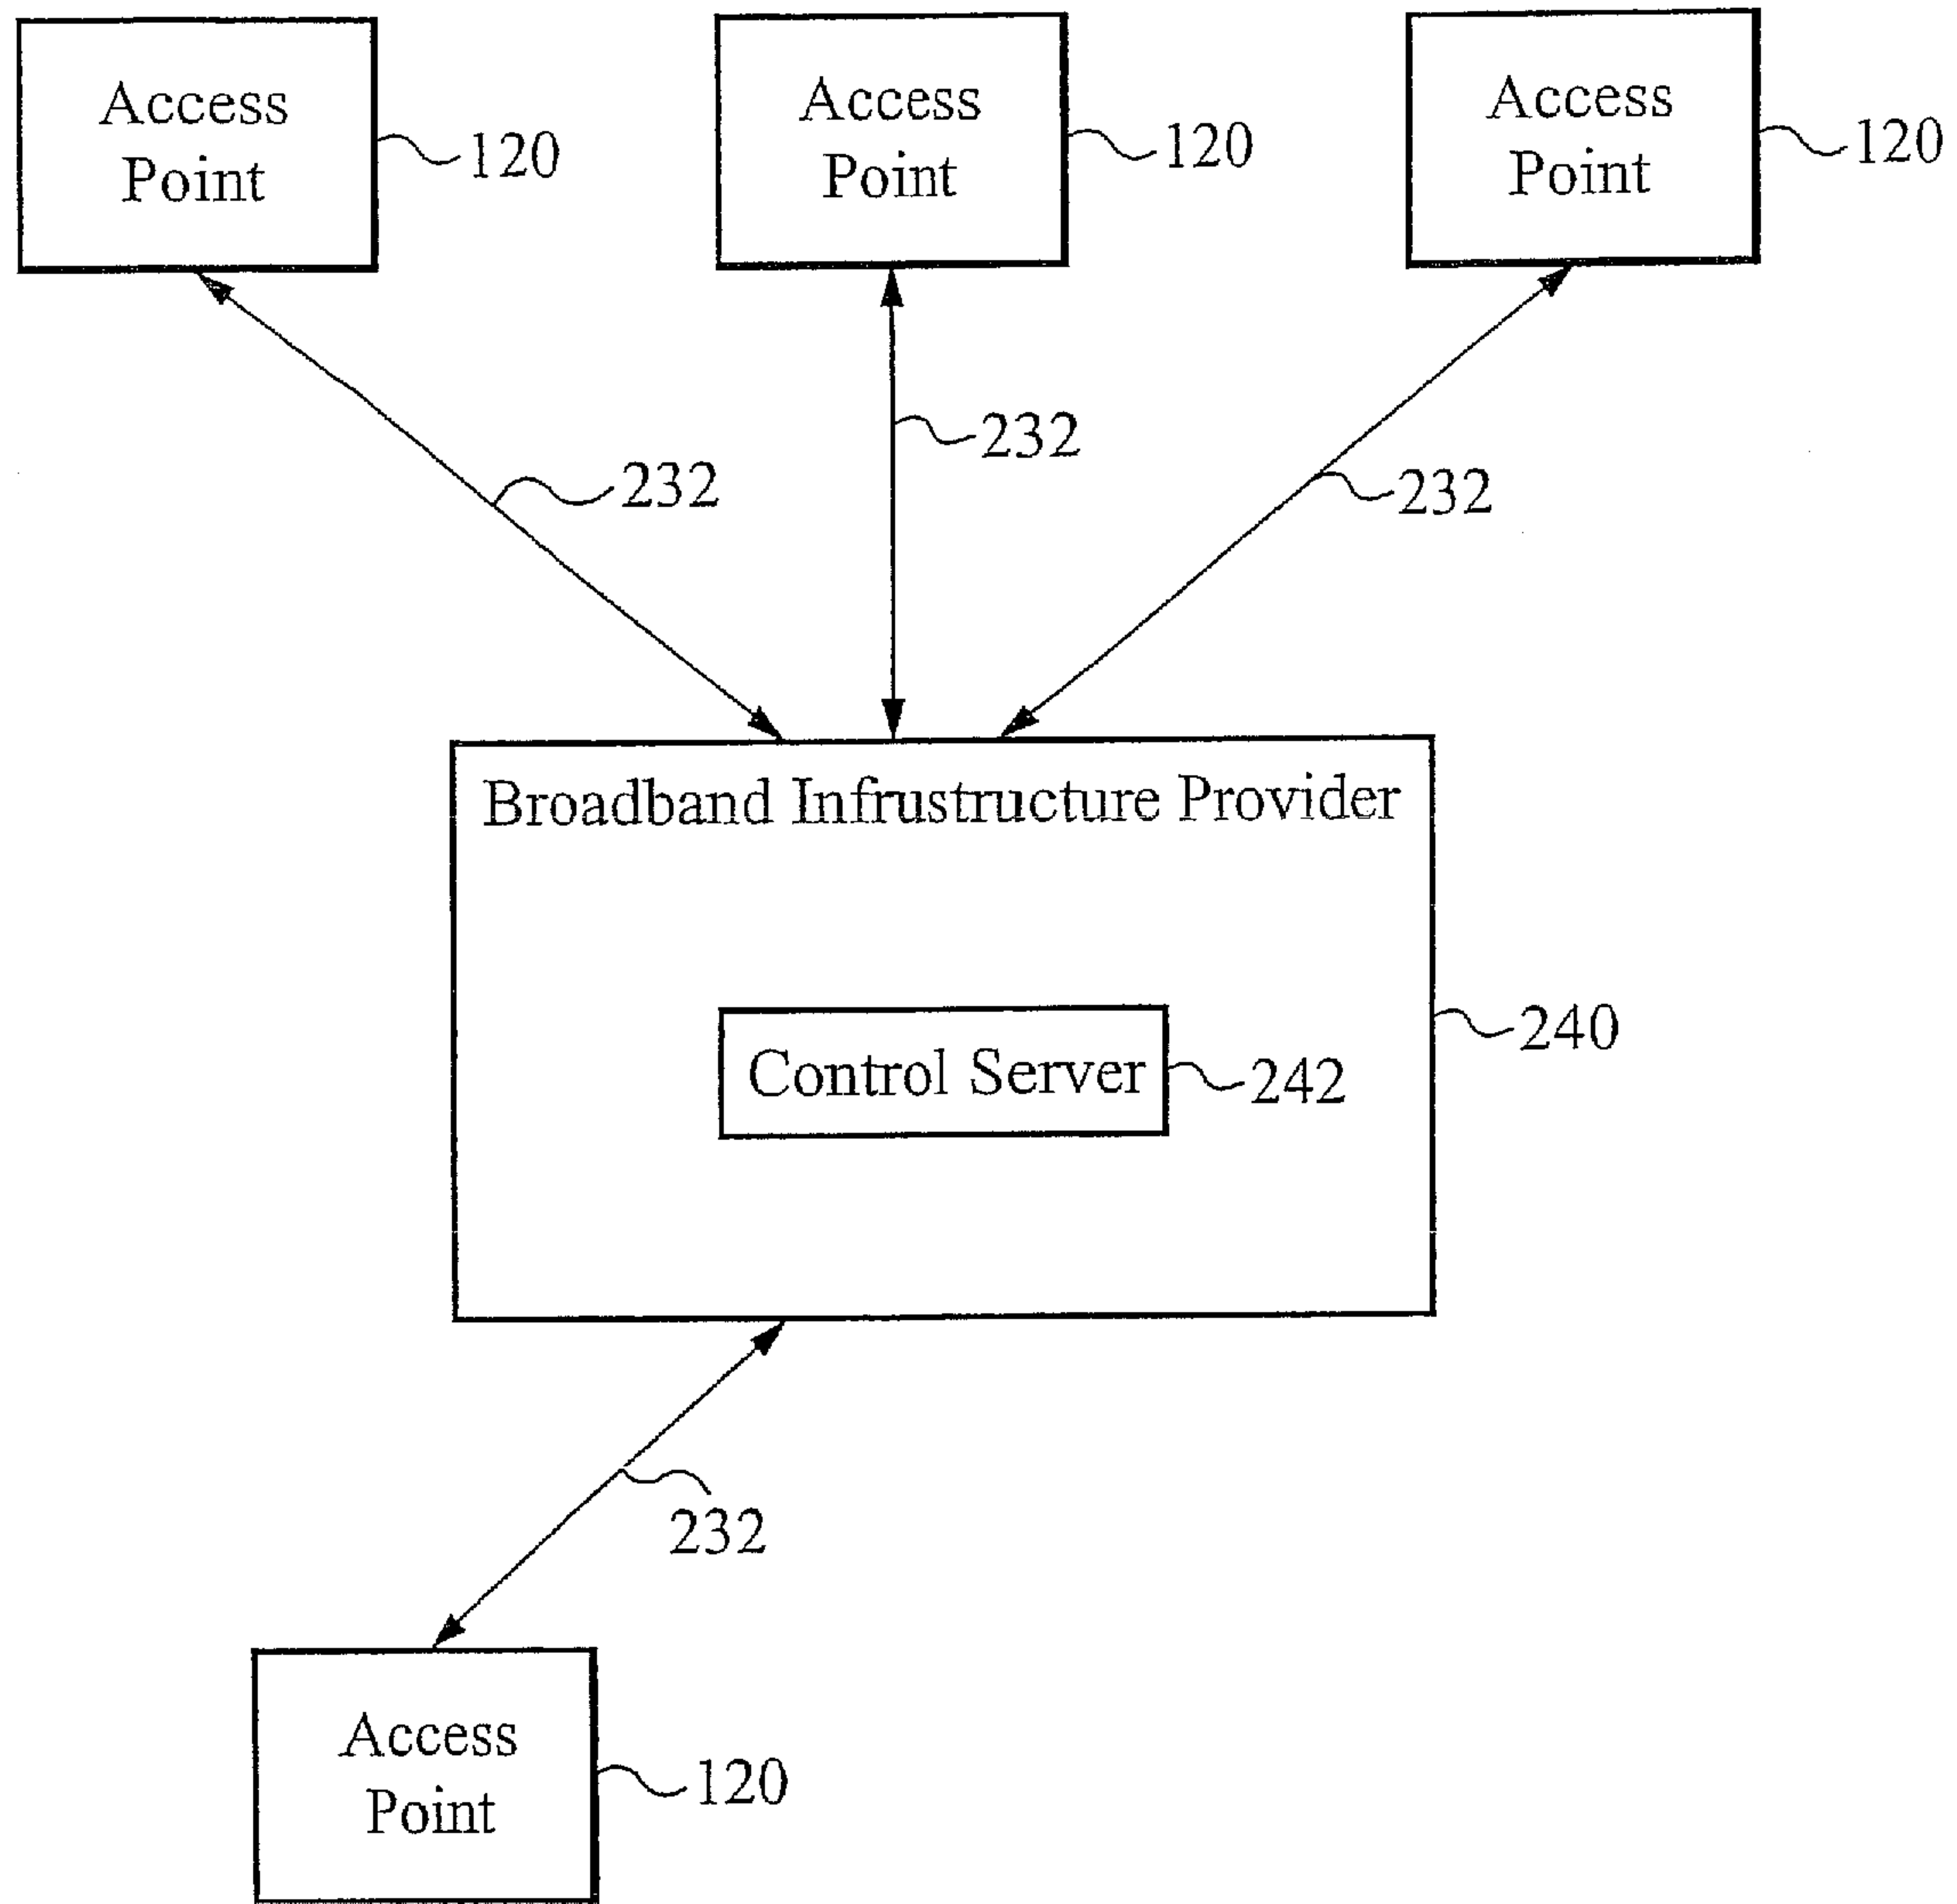 Access
Point
120
Access
Point
120
Access
Point
120
232
232
232
Broadband Infrustructure Provider
Control Server
242
240
232
Access
Point
120